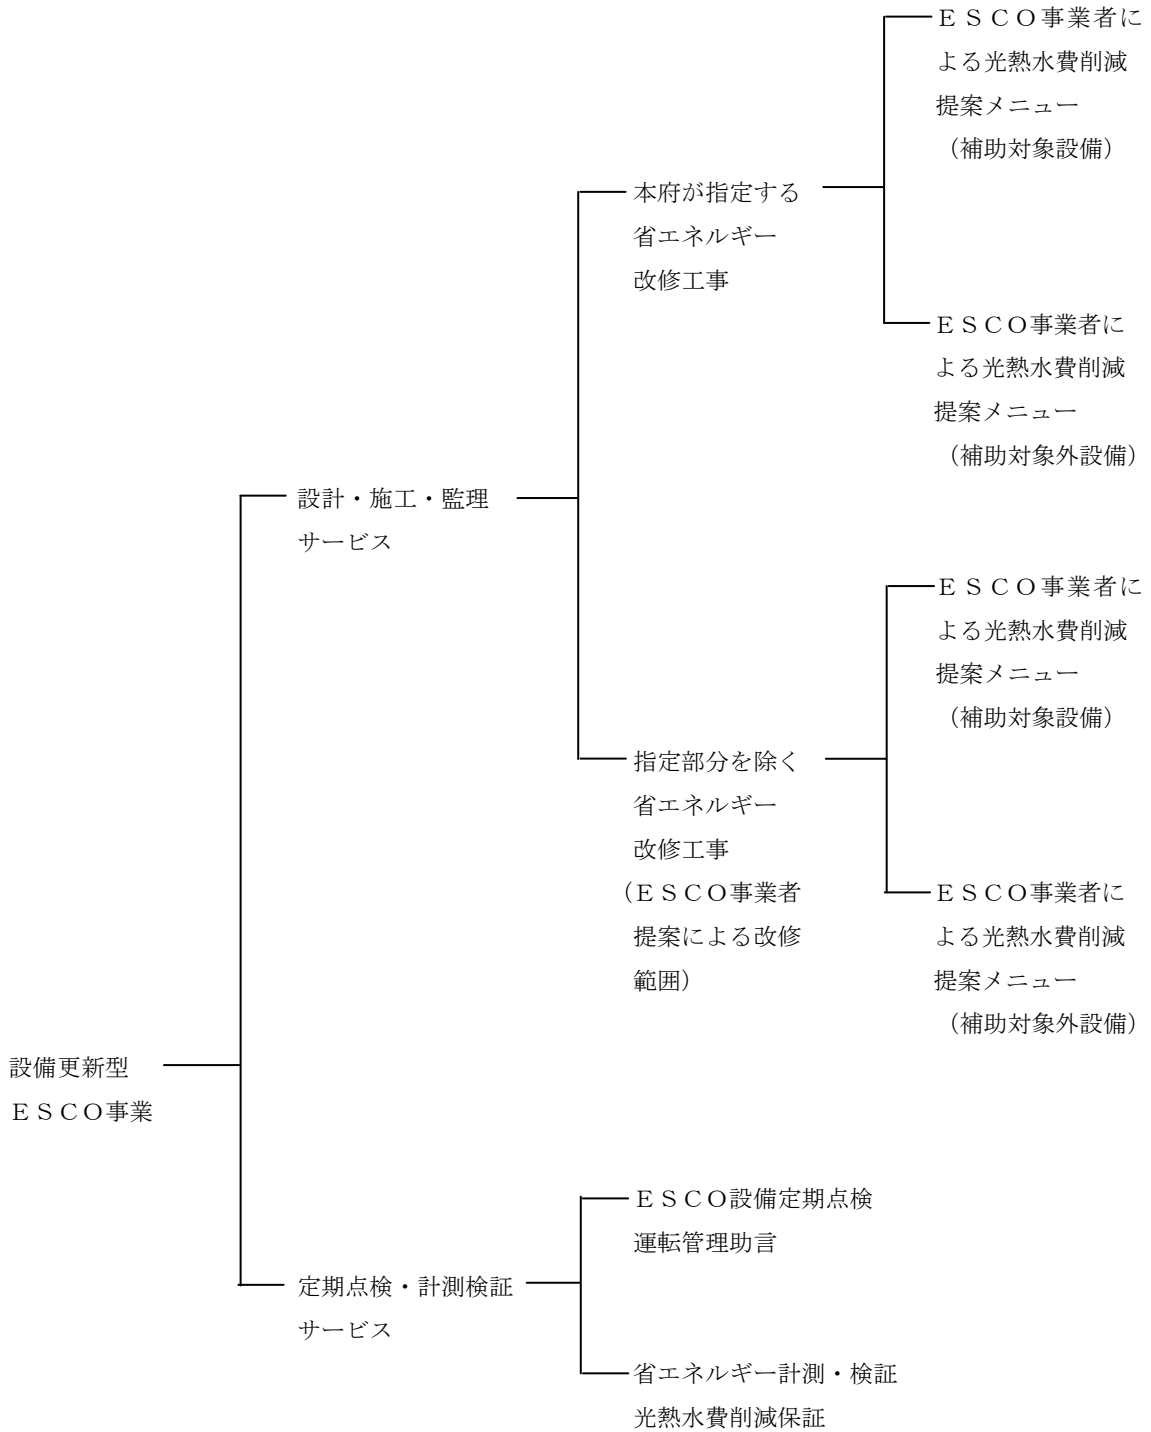 ＥＳＣＯ事業者に
よる光熱水費削減
提案メニュー
（補助対象設備）
本府が指定する
省エネルギー
改修工事
ＥＳＣＯ事業者に
よる光熱水費削減
提案メニュー
（補助対象外設備）
設計・施工・監理
サービス
ＥＳＣＯ事業者に
よる光熱水費削減
提案メニュー
（補助対象設備）
指定部分を除く
省エネルギー
改修工事
（ＥＳＣＯ事業者
提案による改修
範囲）
ＥＳＣＯ事業者に
よる光熱水費削減
提案メニュー
（補助対象外設備）
設備更新型
ＥＳＣＯ事業
ＥＳＣＯ設備定期点検
運転管理助言
定期点検・計測検証
サービス
省エネルギー計測・検証
光熱水費削減保証